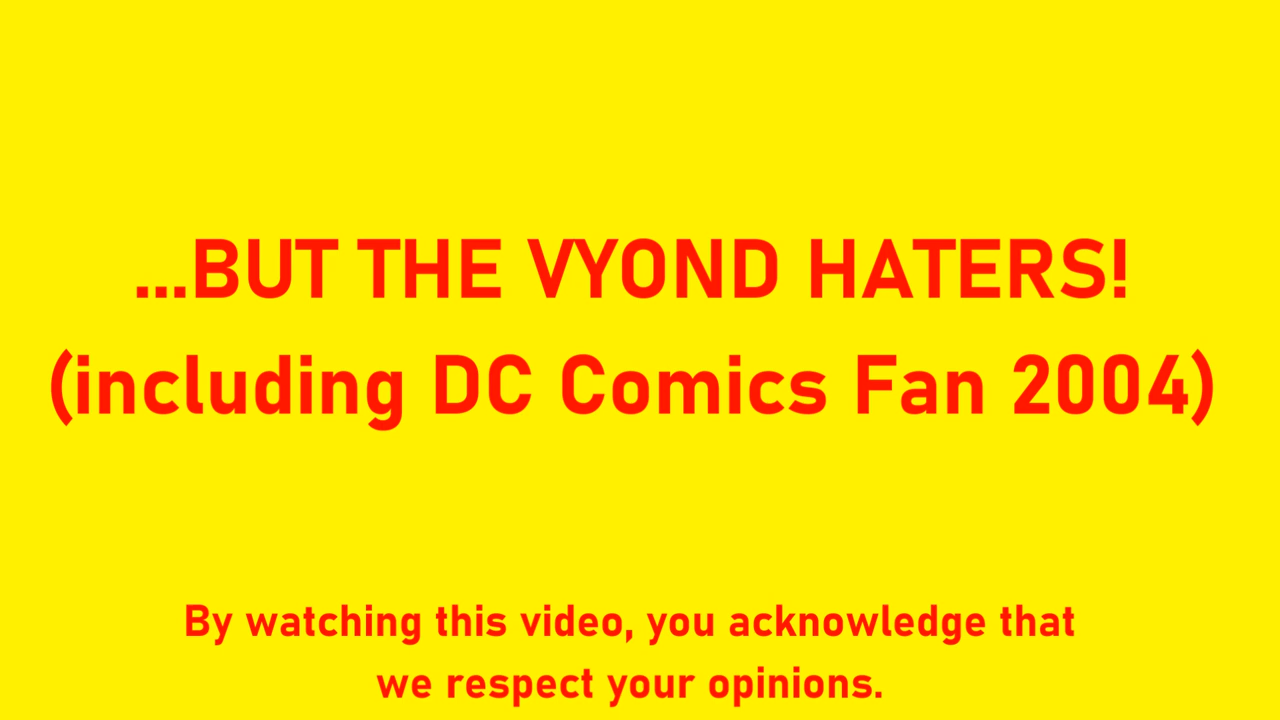 ...BUT THE VYOND HATERS!
(including DC Comics Fan 2004)
By watching this video, you acknowledge that
we respect your opinions.